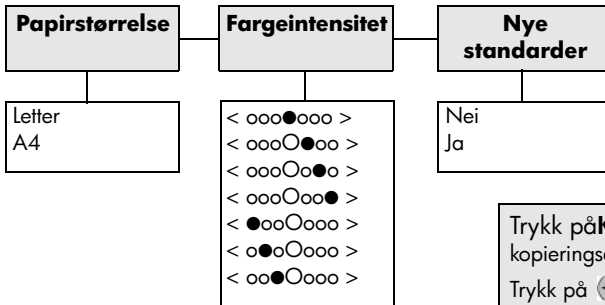 Papirstørrelse
Fargeintensitet
Nye
standarder
Letter
A4
< ooo●ooo >
< oooO●oo >
< oooOo●o >
< oooOoo● >
< ●ooOooo >
< o●oOooo >
< oo●Oooo >
Nei
Ja
Trykk på
Trykk på